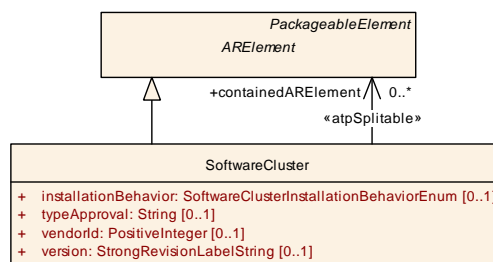 PackageableElement
ARElement
+containedARElement 0..*
«atpSplitable»
SoftwareCluster
+ installationBehavior: SoftwareClusterInstallationBehaviorEnum [0..1]
+ typeApproval: String [0..1]
+ vendorId: PositiveInteger [0..1]
+ version: StrongRevisionLabelString [0..1]